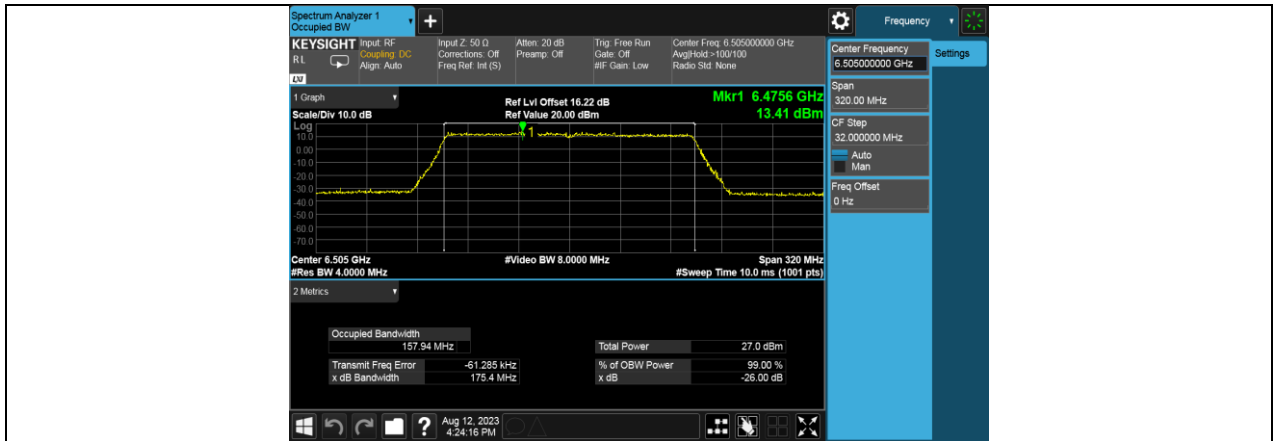 Spectrum Analyzer 1
Occupied BW
Frequency
KEYSIGHT
R L
LXI
Input: RF
Coupling: DC
Align: Auto
Input Z: 50 Ω
Corrections: Off
Freq Ref: Int (S)
Atten: 20 dB
Preamp: Off
Trig: Free Run
Gate: Off
#IF Gain: Low
Center Freq: 6.505000000 GHz
Avg|Hold:>100/100
Radio Std: None
Center Frequency
6.505000000 GHz
Settings
Span
320.00 MHz
CF Step
32.000000 MHz
Auto
Man
Freq Offset
0 Hz
1 Graph
Scale/Div 10.0 dB
Ref Lvl Offset 16.22 dB
Ref Value 20.00 dBm
Mkr1 6.4756 GHz
13.41 dBm
Log
10.0
0.00
-10.0
-20.0
-30.0
-40.0
-50.0
-60.0
-70.0
1
Center 6.505 GHz
#Video BW 8.0000 MHz
Span 320 MHz
#Res BW 4.0000 MHz
#Sweep Time 10.0 ms (1001 pts)
2 Metrics
Occupied Bandwidth
157.94 MHz
Total Power 27.0 dBm
Transmit Freq Error -61.285 kHz
% of OBW Power 99.00 %
x dB Bandwidth 175.4 MHz
x dB -26.00 dB
?
Aug 12, 2023
4:24:16 PM